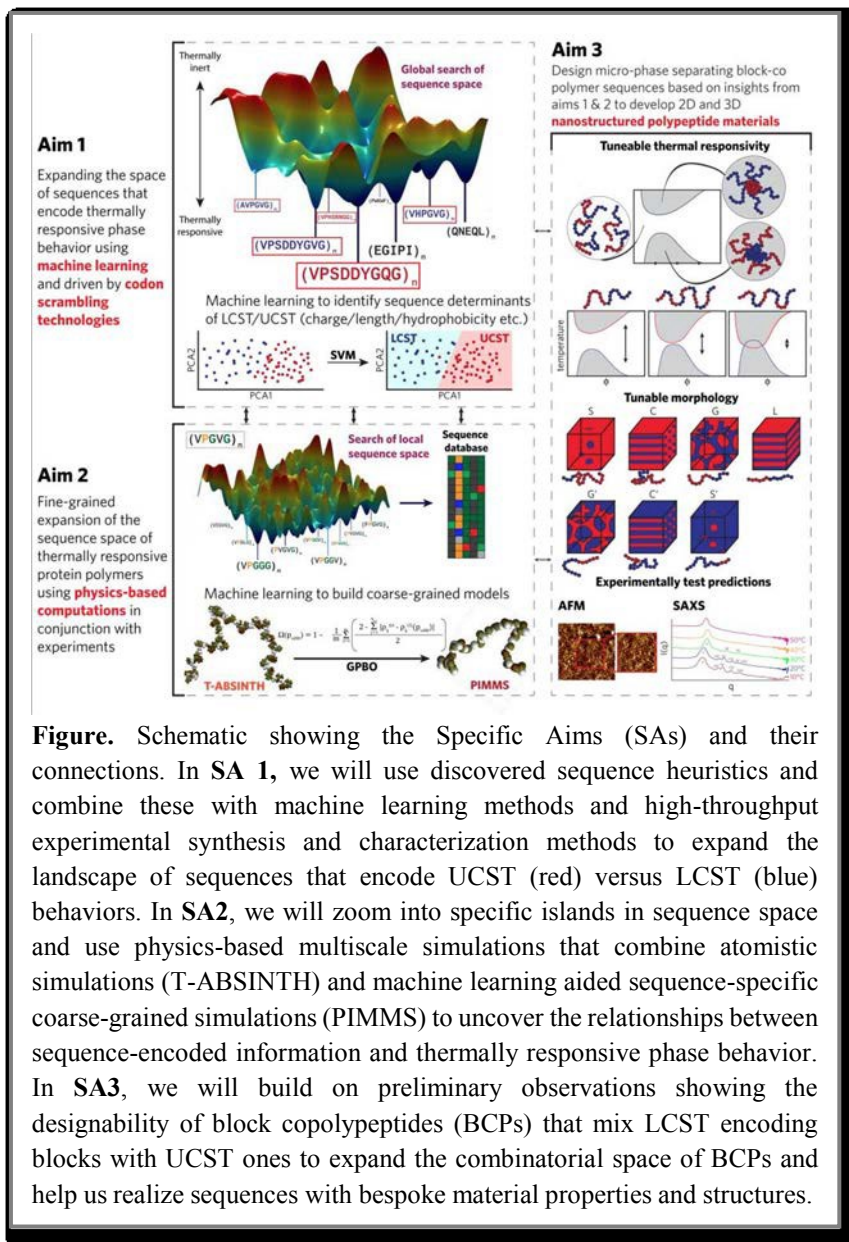 Aim 1
Expanding the space
of sequences that
encode thermally
responsive phase
behavior using
machine learning
and driven by codon
scrambling
technologies
Thermally
inert
Thermally
responsive
Global search of
sequence space
(AVPGVG)n
(VPSDDYGVG)n
(VPSDDYGQG)n
(EGIPI)n
(VHPGVG)n
(QNEQL)n
Machine learning to identify sequence determinants
of LCST/UCST (charge/length/hydrophobicity etc.)
PCA2
PCA1
SVM
LCST
UCST
PCA2
PCA1
Aim 2
Fine-grained
expansion of the
sequence space of
thermally responsive
protein polymers
using physics-based
computations in
conjunction with
experiments
(VPGVG)n
Search of local
sequence space
Sequence
database
(VPGGG)n
(PVGVG)n
(VPGGV)n
Machine learning to build coarse-grained models
GPBO
T-ABSINTH
PIMMS
Aim 3
Design micro-phase separating block-co
polymer sequences based on insights from
aims 1 & 2 to develop 2D and 3D
nanostructured polypeptide materials
Tuneable thermal responsivity
temperature
ϕ
ϕ
ϕ
Tunable morphology
S C G L
G' C' S'
Experimentally test predictions
AFM
SAXS
I(q)
q
Figure. Schematic showing the Specific Aims (SAs) and their
connections. In SA 1, we will use discovered sequence heuristics and
combine these with machine learning methods and high-throughput
experimental synthesis and characterization methods to expand the
landscape of sequences that encode UCST (red) versus LCST (blue)
behaviors. In SA2, we will zoom into specific islands in sequence space
and use physics-based multiscale simulations that combine atomistic
simulations (T-ABSINTH) and machine learning aided sequence-specific
coarse-grained simulations (PIMMS) to uncover the relationships between
sequence-encoded information and thermally responsive phase behavior.
In SA3, we will build on preliminary observations showing the
designability of block copolypeptides (BCPs) that mix LCST encoding
blocks with UCST ones to expand the combinatorial space of BCPs and
help us realize sequences with bespoke material properties and structures.